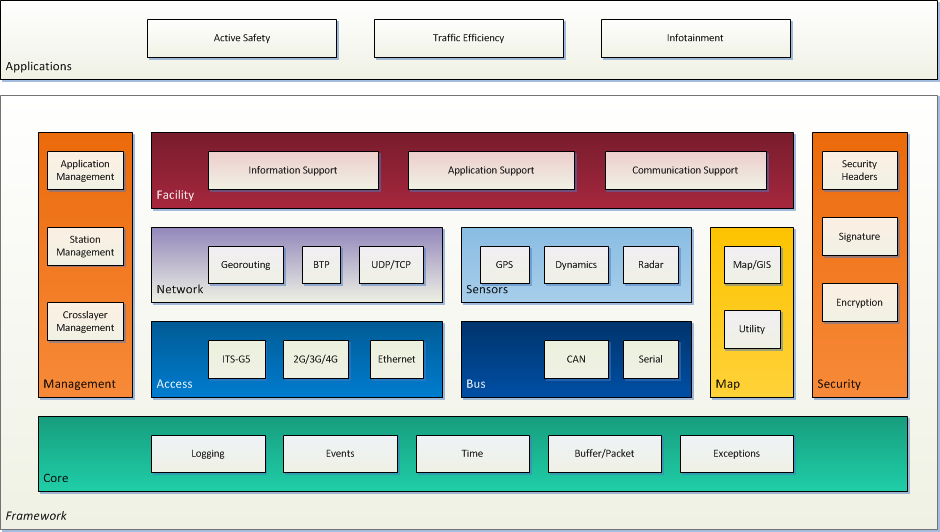 Active Safety
Traffic Efficiency
Infotainment
Applications
Application
Management
Station
Management
Crosslayer
Management
Management
Information Support
Application Support
Communication Support
Facility
Georouting
BTP
UDP/TCP
Network
GPS
Dynamics
Radar
Sensors
ITS-G5
2G/3G/4G
Ethernet
Access
CAN
Serial
Bus
Map/GIS
Utility
Map
Security
Headers
Signature
Encryption
Security
Logging
Events
Time
Buffer/Packet
Exceptions
Core
Framework